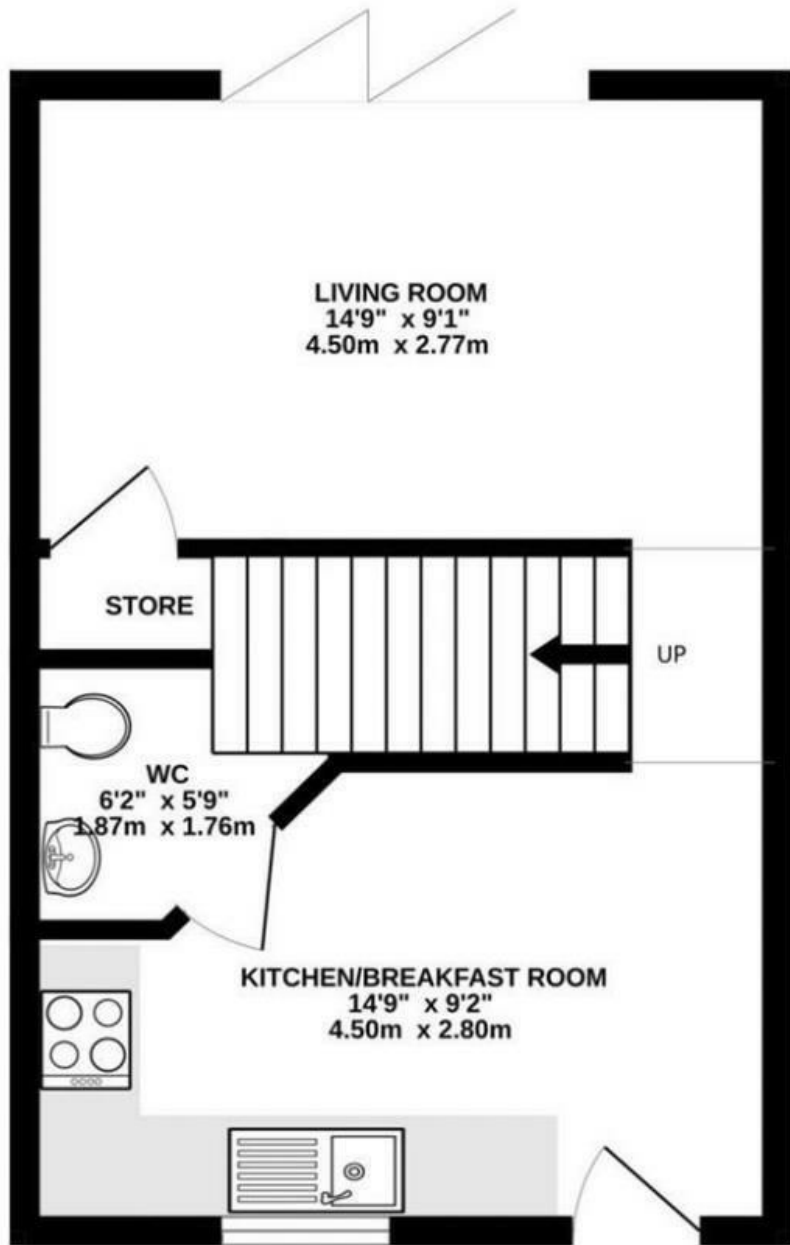 LIVING ROOM
14'9" x 9'1"
4.50m x 2.77m
STORE
UP
WC
6'2" x 5'9"
1.87m x 1.76m
KITCHEN/BREAKFAST ROOM
14'9" x 9'2"
4.50m x 2.80m